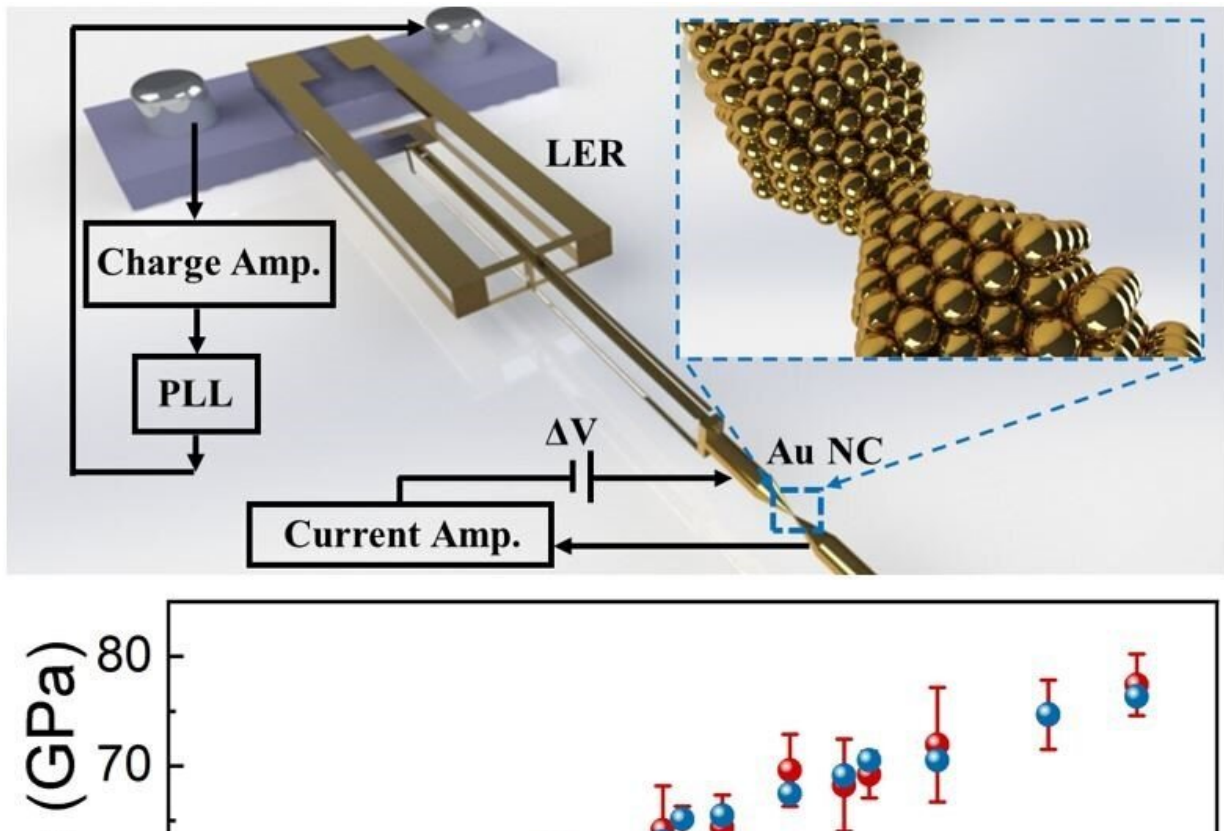 LER
Charge Amp.
PLL
ΔV
Au NC
Current Amp.
80
70
(GPa)